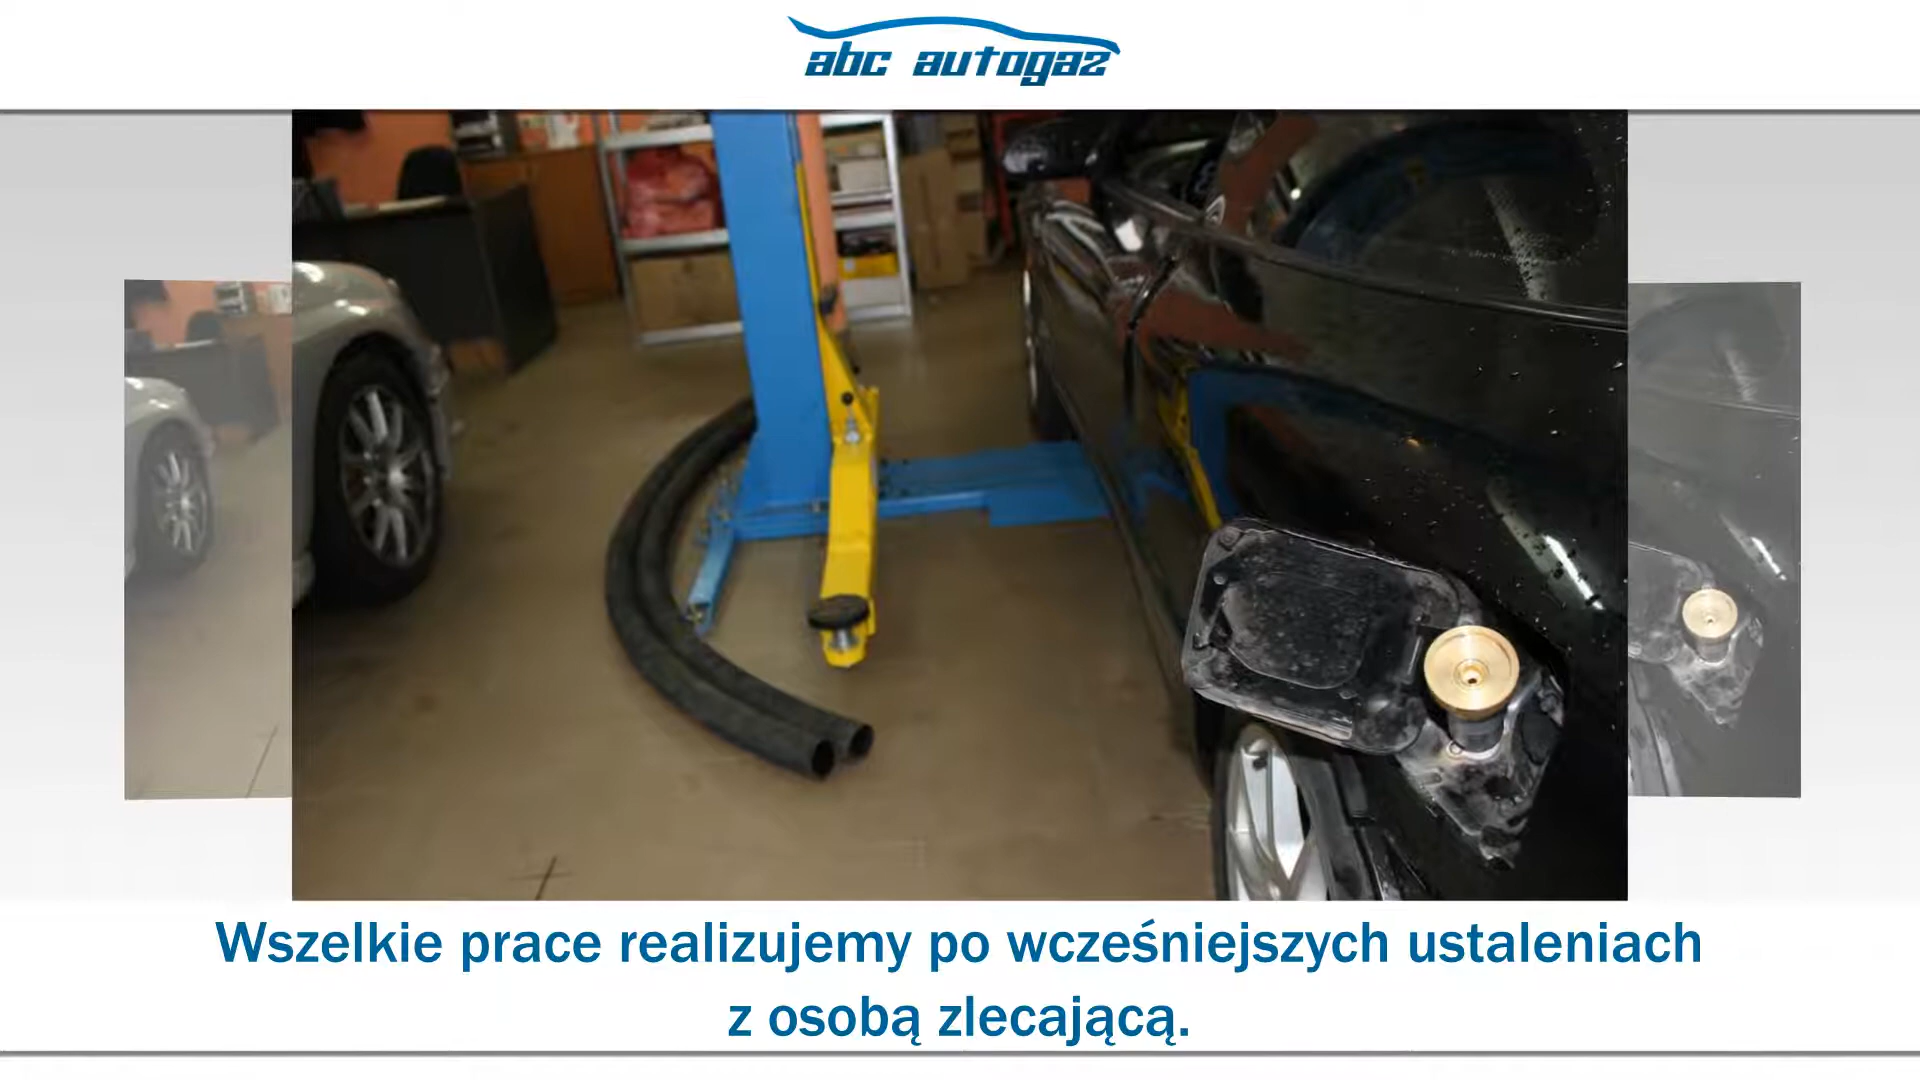 abc autogaz
Wszelkie prace realizujemy po wcześniejszych ustaleniach
z osobą zlecającą.